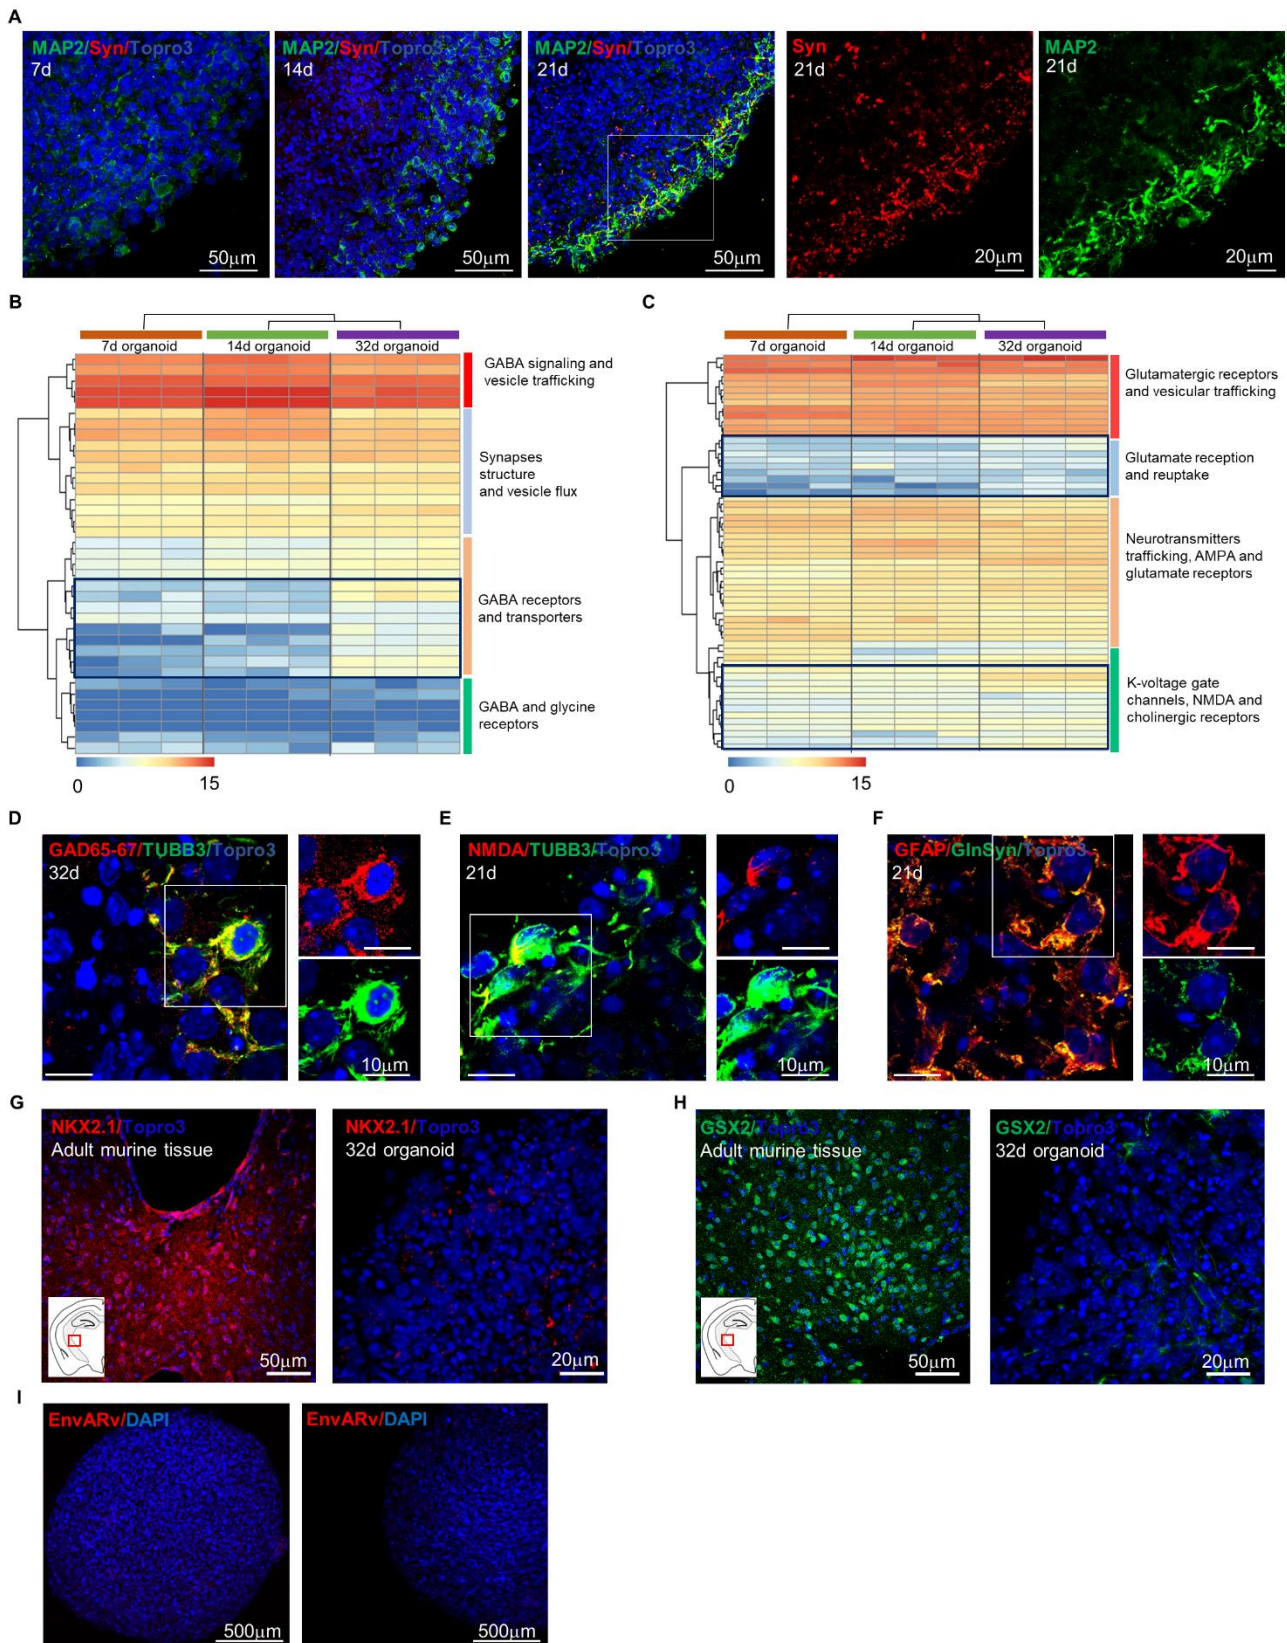 A
MAP2/Syn/Topro3
7d
50μm
MAP2/Syn/Topro3
14d
50μm
MAP2/Syn/Topro3
21d
50μm
Syn
21d
20μm
MAP2
21d
20μm
B
7d organoid
14d organoid
32d organoid
GABA signaling and
vesicle trafficking
Synapses
structure
and vesicle flux
GABA receptors
and transporters
GABA and glycine
receptors
0
15
C
7d organoid
14d organoid
32d organoid
Glutamatergic receptors
and vesicular trafficking
Glutamate reception
and reuptake
Neurotransmitters
trafficking, AMPA and
glutamate receptors
K-voltage gate
channels, NMDA and
cholinergic receptors
0
15
D
GAD65-67/TUBB3/Topro3
32d
10μm
E
NMDA/TUBB3/Topro3
21d
10μm
F
GFAP/GlnSyn/Topro3
21d
10μm
G
NKX2.1/Topro3
Adult murine tissue
50μm
NKX2.1/Topro3
32d organoid
20μm
H
GSX2/Topro3
Adult murine tissue
50μm
GSX2/Topro3
32d organoid
20μm
I
EnvARv/DAPI
500μm
EnvARv/DAPI
500μm